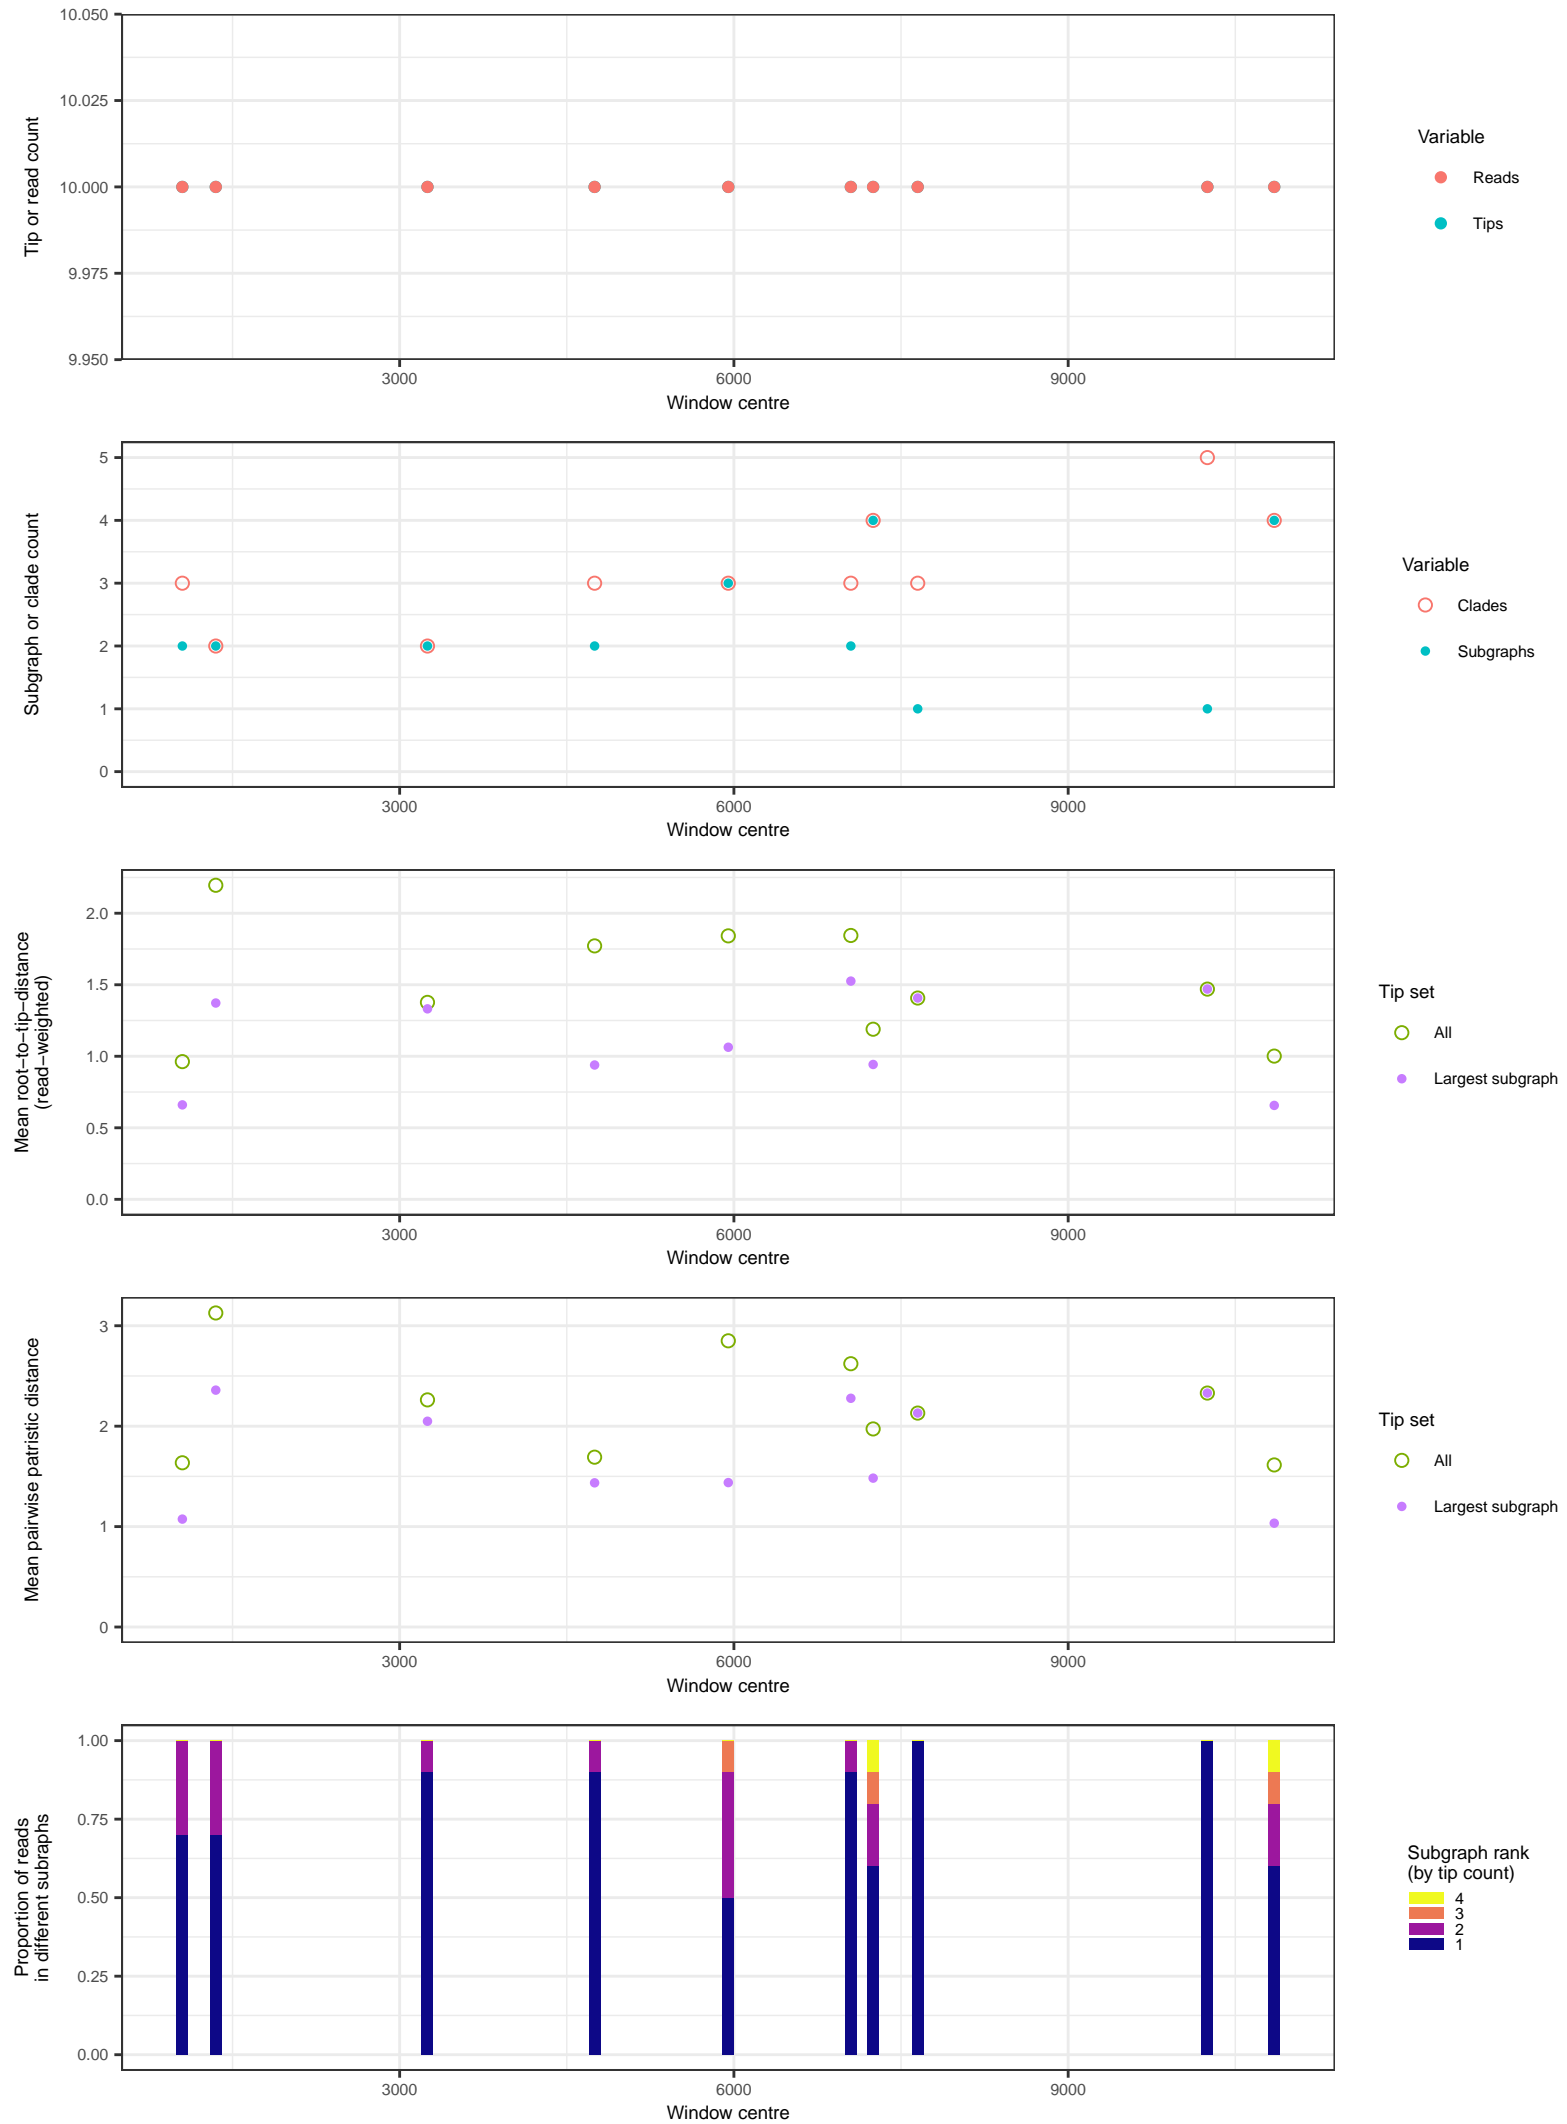 10.050
10.025
10.000
9.975
9.950
Tip or read count
3000
6000
9000
Window centre
Variable
Reads
Tips
5
4
3
2
1
0
Subgraph or clade count
3000
6000
9000
Window centre
Variable
Clades
Subgraphs
2.0
1.5
1.0
0.5
0.0
Mean root-to-tip-distance
(read-weighted)
3000
6000
9000
Window centre
Tip set
All
Largest subgraph
3
2
1
0
Mean pairwise patristic distance
3000
6000
9000
Window centre
Tip set
All
Largest subgraph
1.00
0.75
0.50
0.25
0.00
Proportion of reads
in different subraphs
3000
6000
9000
Window centre
Subgraph rank
(by tip count)
4
3
2
1